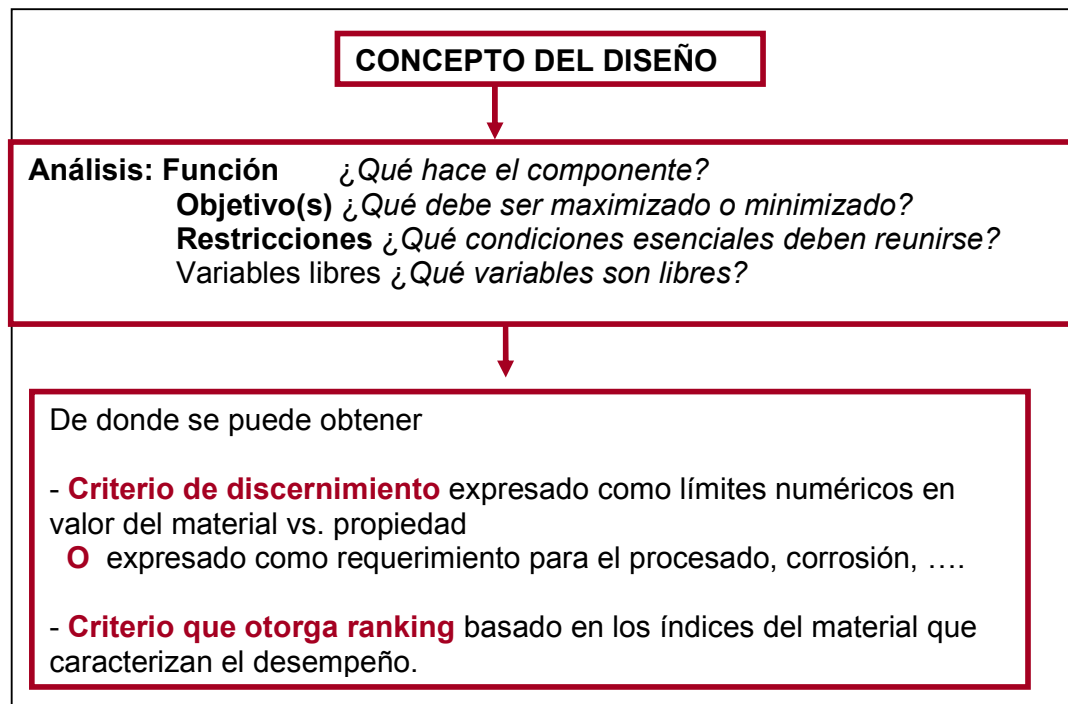 CONCEPTO DEL DISEÑO
Análisis: Función ¿Qué hace el componente?
Objetivo(s) ¿Qué debe ser maximizado o minimizado?
Restricciones ¿Qué condiciones esenciales deben reunirse?
Variables libres ¿Qué variables son libres?
De donde se puede obtener
- Criterio de discernimiento expresado como límites numéricos en
valor del material vs. propiedad
O expresado como requerimiento para el procesado, corrosión, ….
- Criterio que otorga ranking basado en los índices del material que
caracterizan el desempeño.